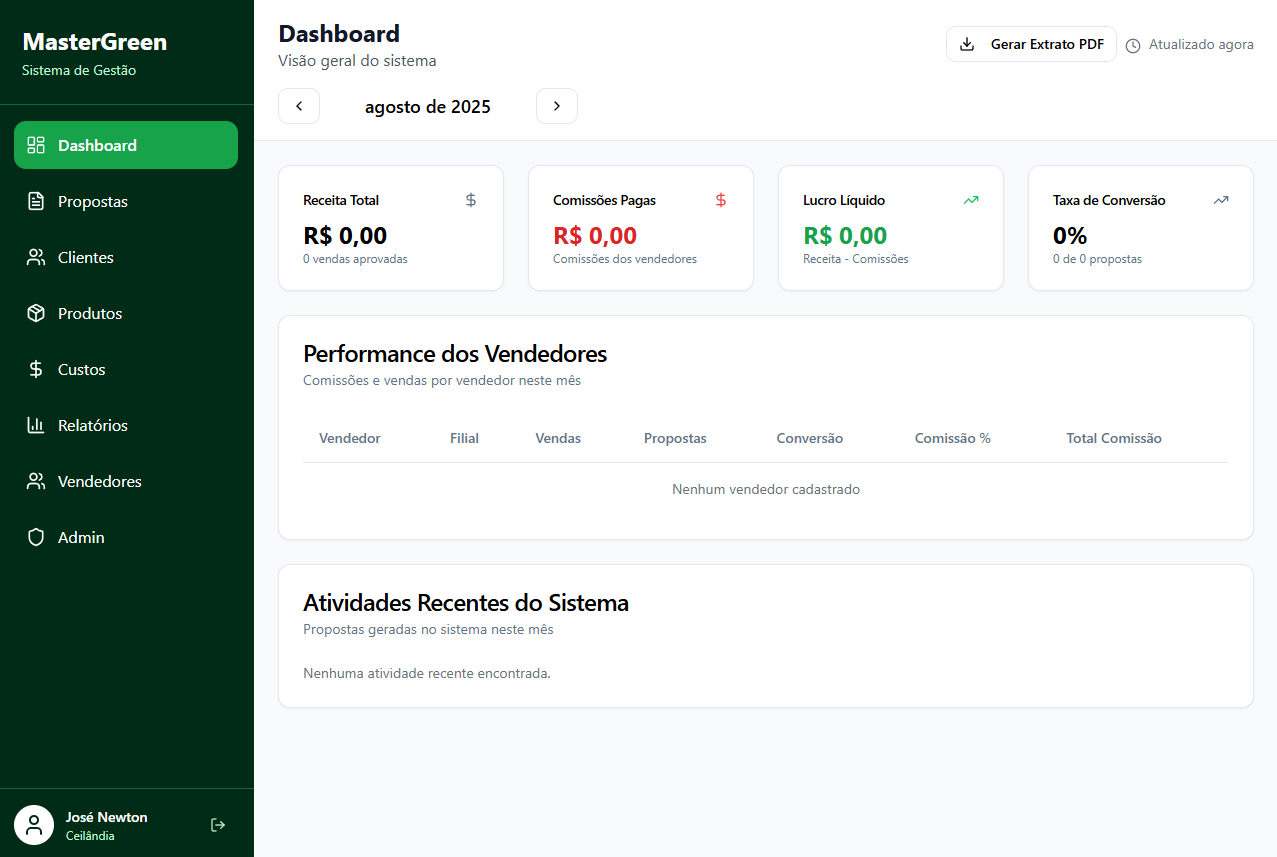 MasterGreen
Sistema de Gestão
Dashboard
Propostas
Clientes
Produtos
Custos
Relatórios
Vendedores
Admin
José Newton
Ceilândia
Dashboard
Visão geral do sistema
Gerar Extrato PDF
Atualizado agora
agosto de 2025
Receita Total
R$ 0,00
0 vendas aprovadas
Comissões Pagas
R$ 0,00
Comissões dos vendedores
Lucro Líquido
R$ 0,00
Receita - Comissões
Taxa de Conversão
0%
0 de 0 propostas
Performance dos Vendedores
Comissões e vendas por vendedor neste mês
Vendedor Filial Vendas Propostas Conversão Comissão % Total Comissão
Nenhum vendedor cadastrado
Atividades Recentes do Sistema
Propostas geradas no sistema neste mês
Nenhuma atividade recente encontrada.